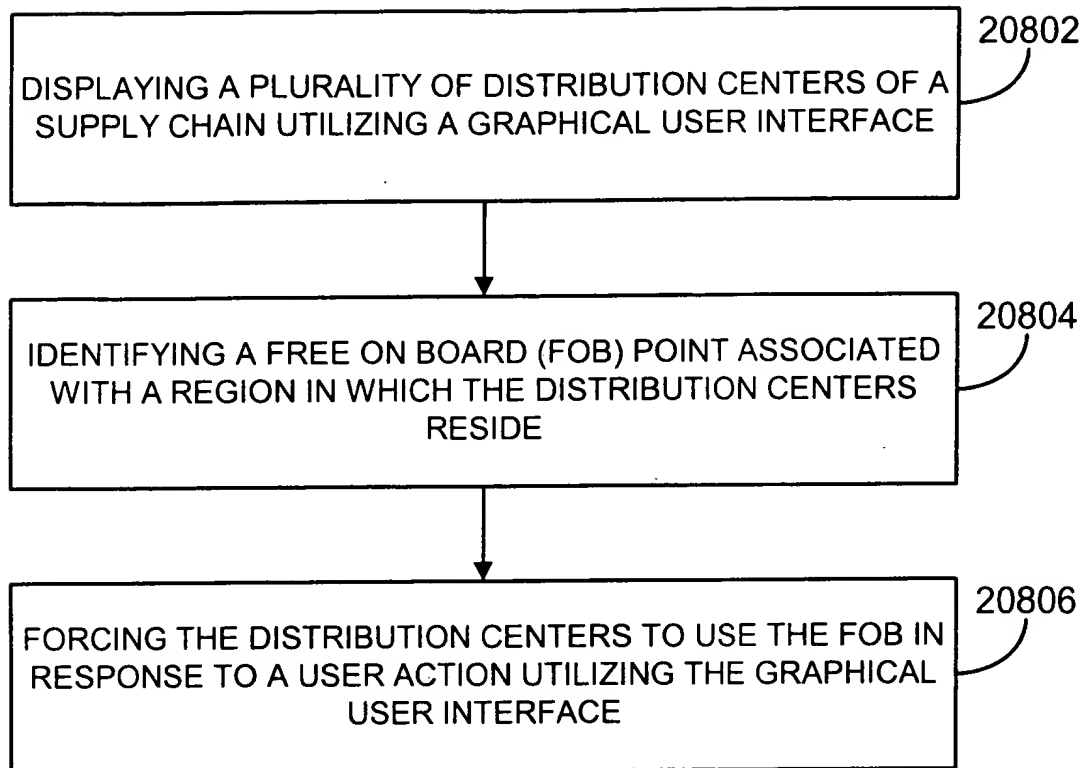 20802
DISPLAYING A PLURALITY OF DISTRIBUTION CENTERS OF A
SUPPLY CHAIN UTILIZING A GRAPHICAL USER INTERFACE
20804
IDENTIFYING A FREE ON BOARD (FOB) POINT ASSOCIATED
WITH A REGION IN WHICH THE DISTRIBUTION CENTERS
RESIDE
20806
FORCING THE DISTRIBUTION CENTERS TO USE THE FOB IN
RESPONSE TO A USER ACTION UTILIZING THE GRAPHICAL
USER INTERFACE